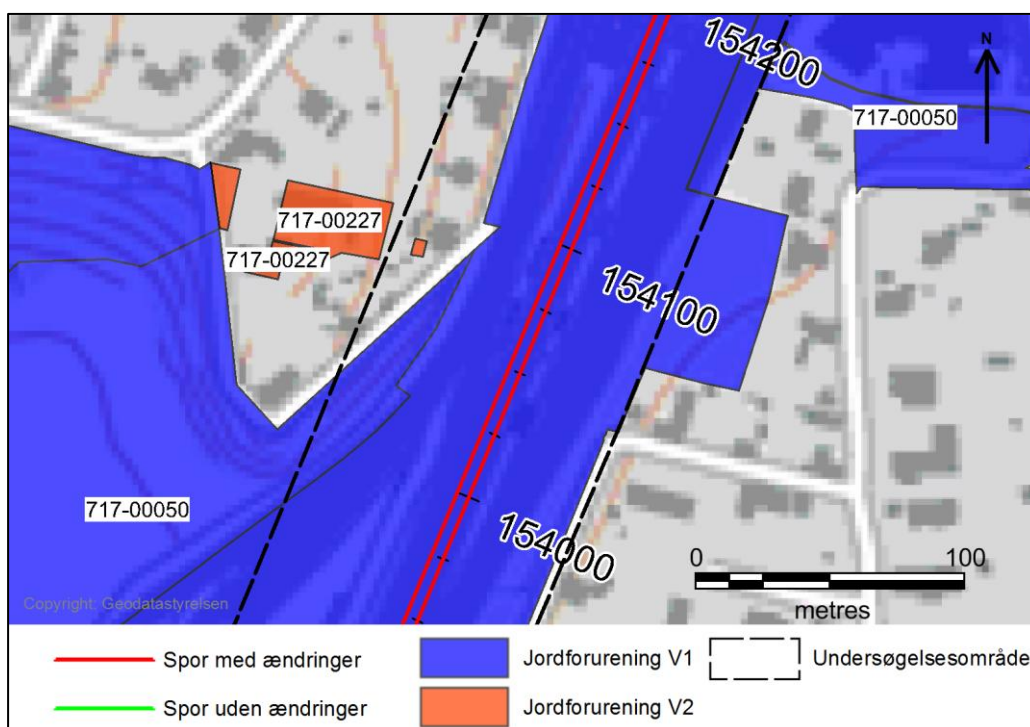 154200
N
717-00050
717-00227
717-00227
154100
717-00050
154000
0 100
metres
Copyright: Geodatastyrelsen
Spor med ændringer
Jordforurening V1
Undersøgelsesområde
Spor uden ændringer
Jordforurening V2